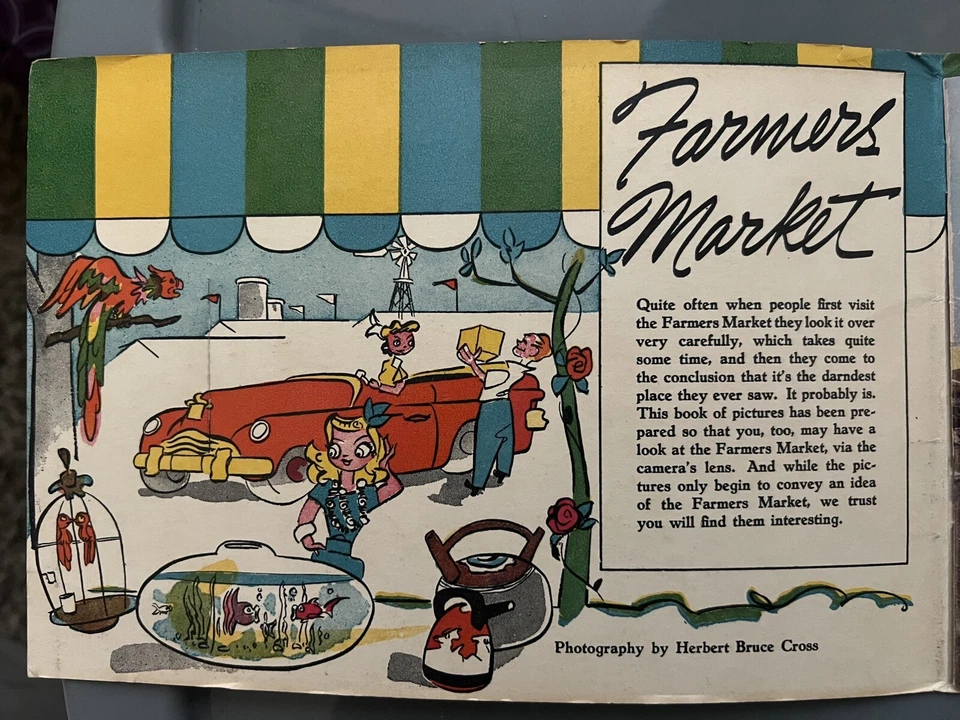 Farmers
Market
Quite often when people first visit
the Farmers Market they look it over
very carefully, which takes quite
some time, and then they come to
the conclusion that it's the darndest
place they ever saw. It probably is.
This book of pictures has been pre-
pared so that you, too, may have a
look at the Farmers Market, via the
camera's lens. And while the pic-
tures only begin to convey an idea
of the Farmers Market, we trust
you will find them interesting.
Photography by Herbert Bruce Cross